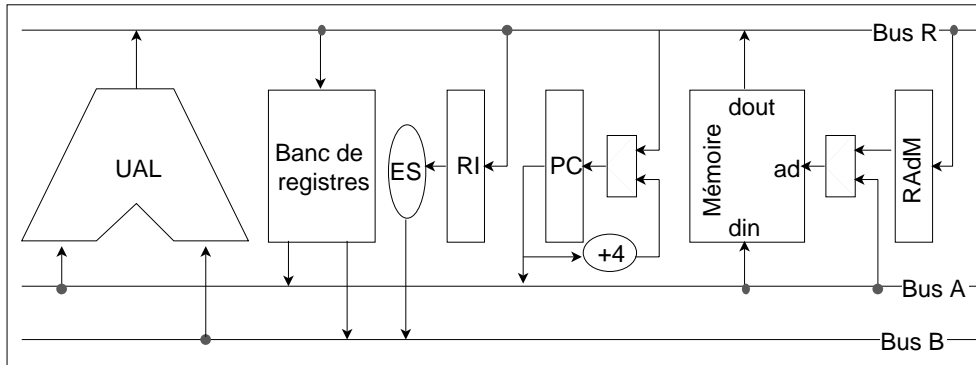 Bus R
UAL
Banc de
registres
ES
RI
PC
+4
Mémoire
dout
ad
din
RAdM
Bus A
Bus B